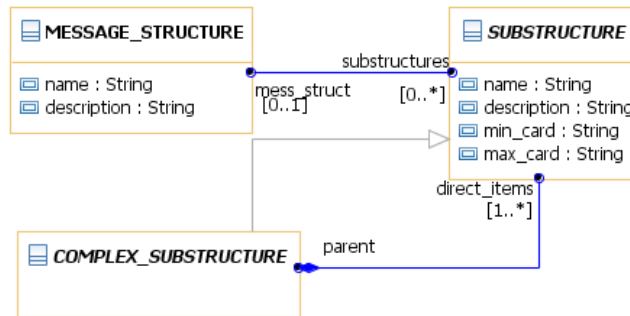 MESSAGE_STRUCTURE
name : String
description : String
substructures
mess_struct
[0..1]
[0..*]
SUBSTRUCTURE
name : String
description : String
min_card : String
max_card : String
direct_items
[1..*]
COMPLEX_SUBSTRUCTURE
parent